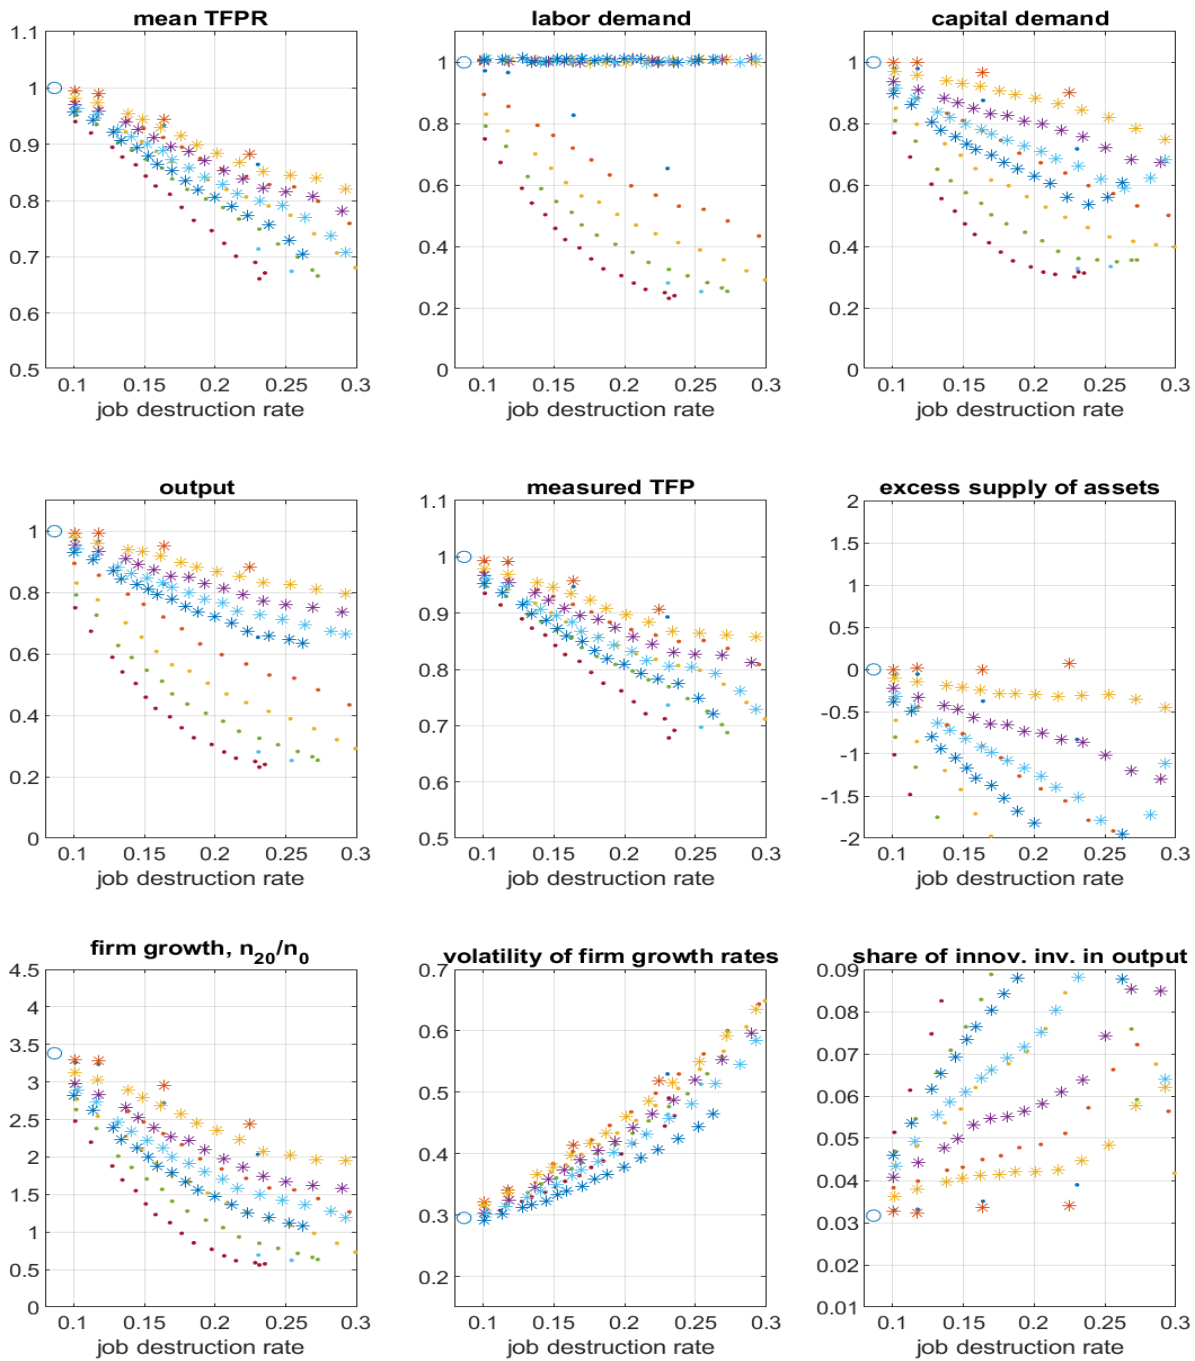 mean TFPR
1.1
1
0.9
0.8
0.7
0.6
0.5
0.1 0.15 0.2 0.25 0.3
job destruction rate
labor demand
1
0.8
0.6
0.4
0.2
0
0.1 0.15 0.2 0.25 0.3
job destruction rate
capital demand
1
0.8
0.6
0.4
0.2
0
0.1 0.15 0.2 0.25 0.3
job destruction rate
output
1
0.8
0.6
0.4
0.2
0
0.1 0.15 0.2 0.25 0.3
job destruction rate
measured TFP
1.1
1
0.9
0.8
0.7
0.6
0.5
0.1 0.15 0.2 0.25 0.3
job destruction rate
excess supply of assets
2
1.5
1
0.5
0
-0.5
-1
-1.5
-2
0.1 0.15 0.2 0.25 0.3
job destruction rate
firm growth, n20/n0
4.5
3.5
3
2.5
2
1.5
1
0.5
0
0.1 0.15 0.2 0.25 0.3
job destruction rate
volatility of firm growth rates
0.7
0.6
0.5
0.4
0.3
0.2
0.1 0.15 0.2 0.25 0.3
job destruction rate
share of innov. inv. in output
0.09
0.08
0.07
0.06
0.05
0.04
0.03
0.02
0.01
0.1 0.15 0.2 0.25 0.3
job destruction rate